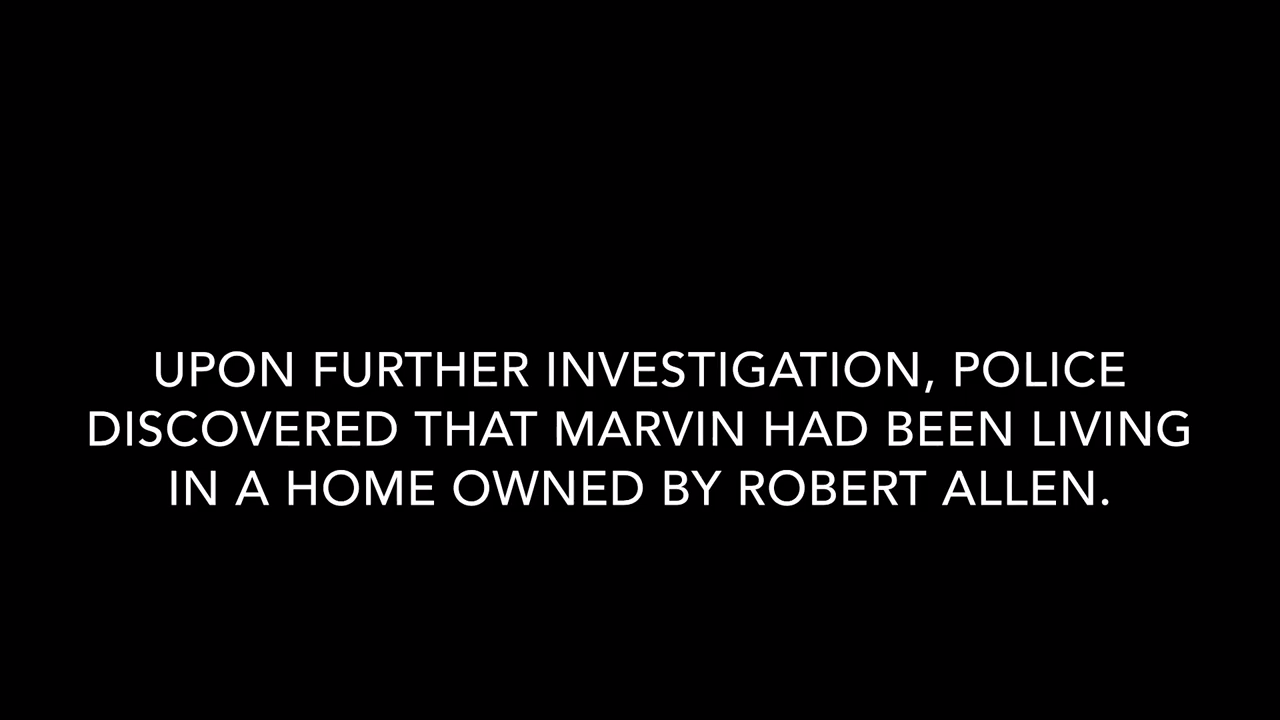 UPON FURTHER INVESTIGATION, POLICE
DISCOVERED THAT MARVIN HAD BEEN LIVING
IN A HOME OWNED BY ROBERT ALLEN.